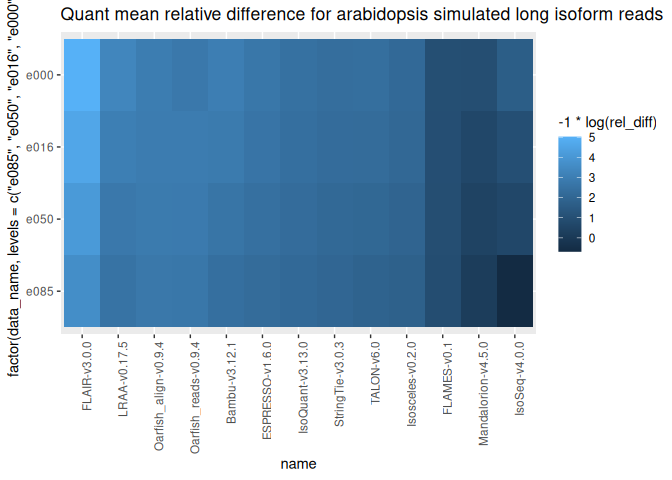 Quant mean relative difference for arabidopsis simulated long isoform reads
factor(data_name, levels = c("e085", "e050", "e016", "e000"
e000
e016
e050
e085
FLAIR-v3.0.0
LRAA-v0.17.5
Oarfish_align-v0.9.4
Oarfish_reads-v0.9.4
Bambu-v3.12.1
ESPRESSO-v1.6.0
IsoQuant-v3.13.0
StringTie-v3.0.3
TALON-v6.0
Isosceles-v0.2.0
FLAMES-v0.1
Mandalorion-v4.5.0
IsoSeq-v4.0.0
name
-1 * log(rel_diff)
5
4
3
2
1
0